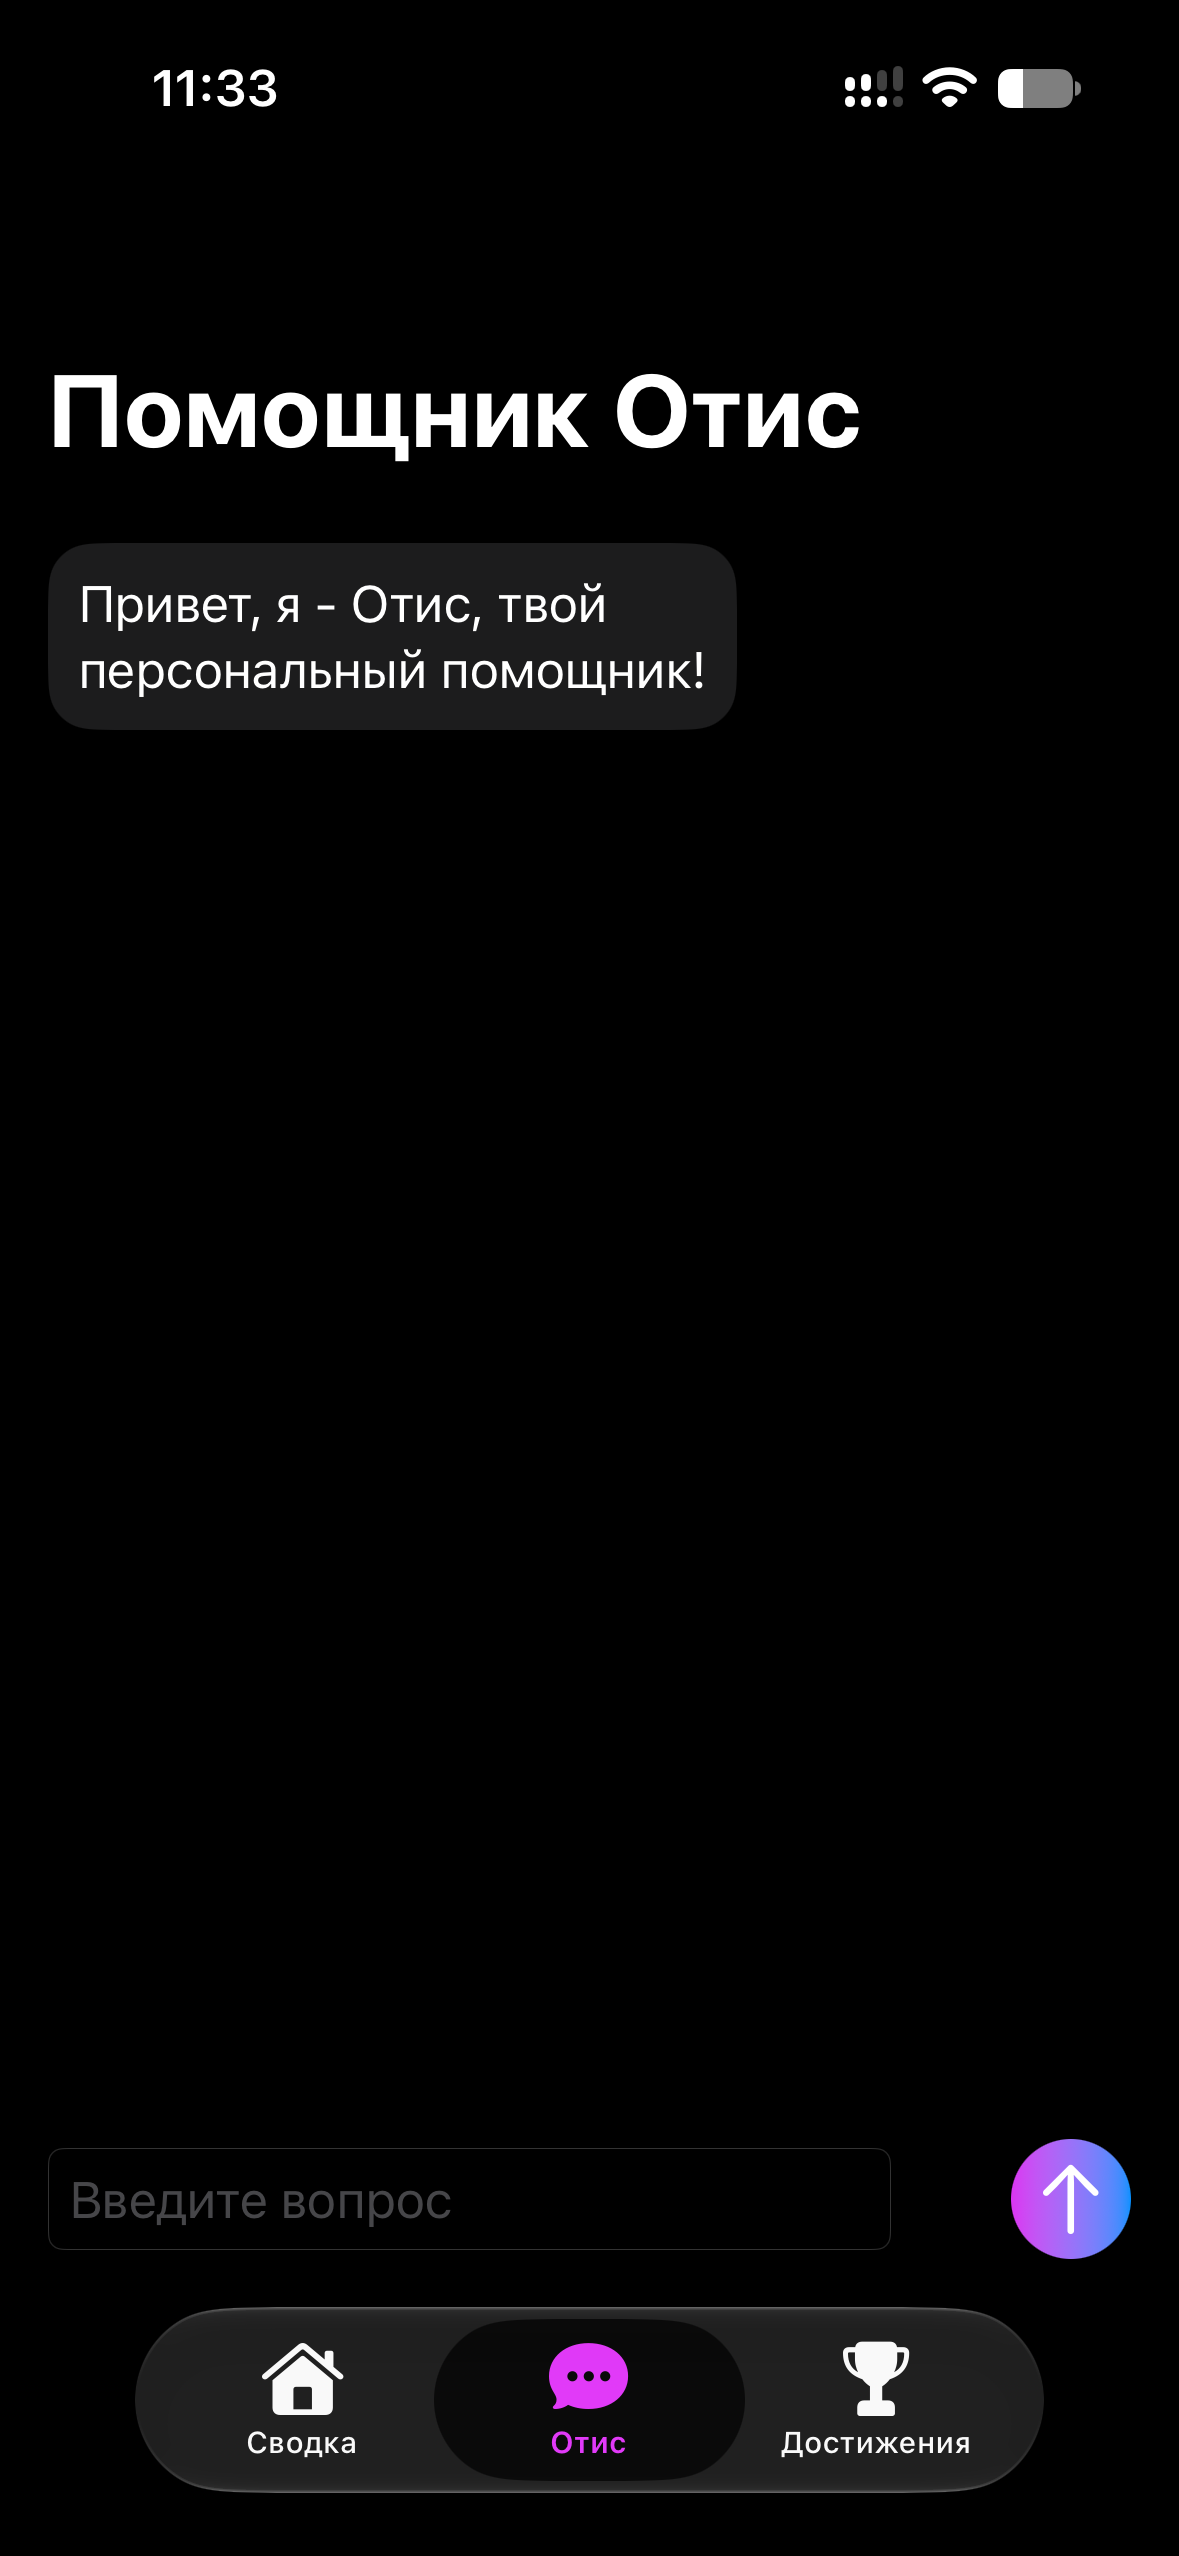 11:33
Помощник Отис
Привет, я - Отис, твой
персональный помощник!
Введите вопрос
Сводка
Отис
Достижения